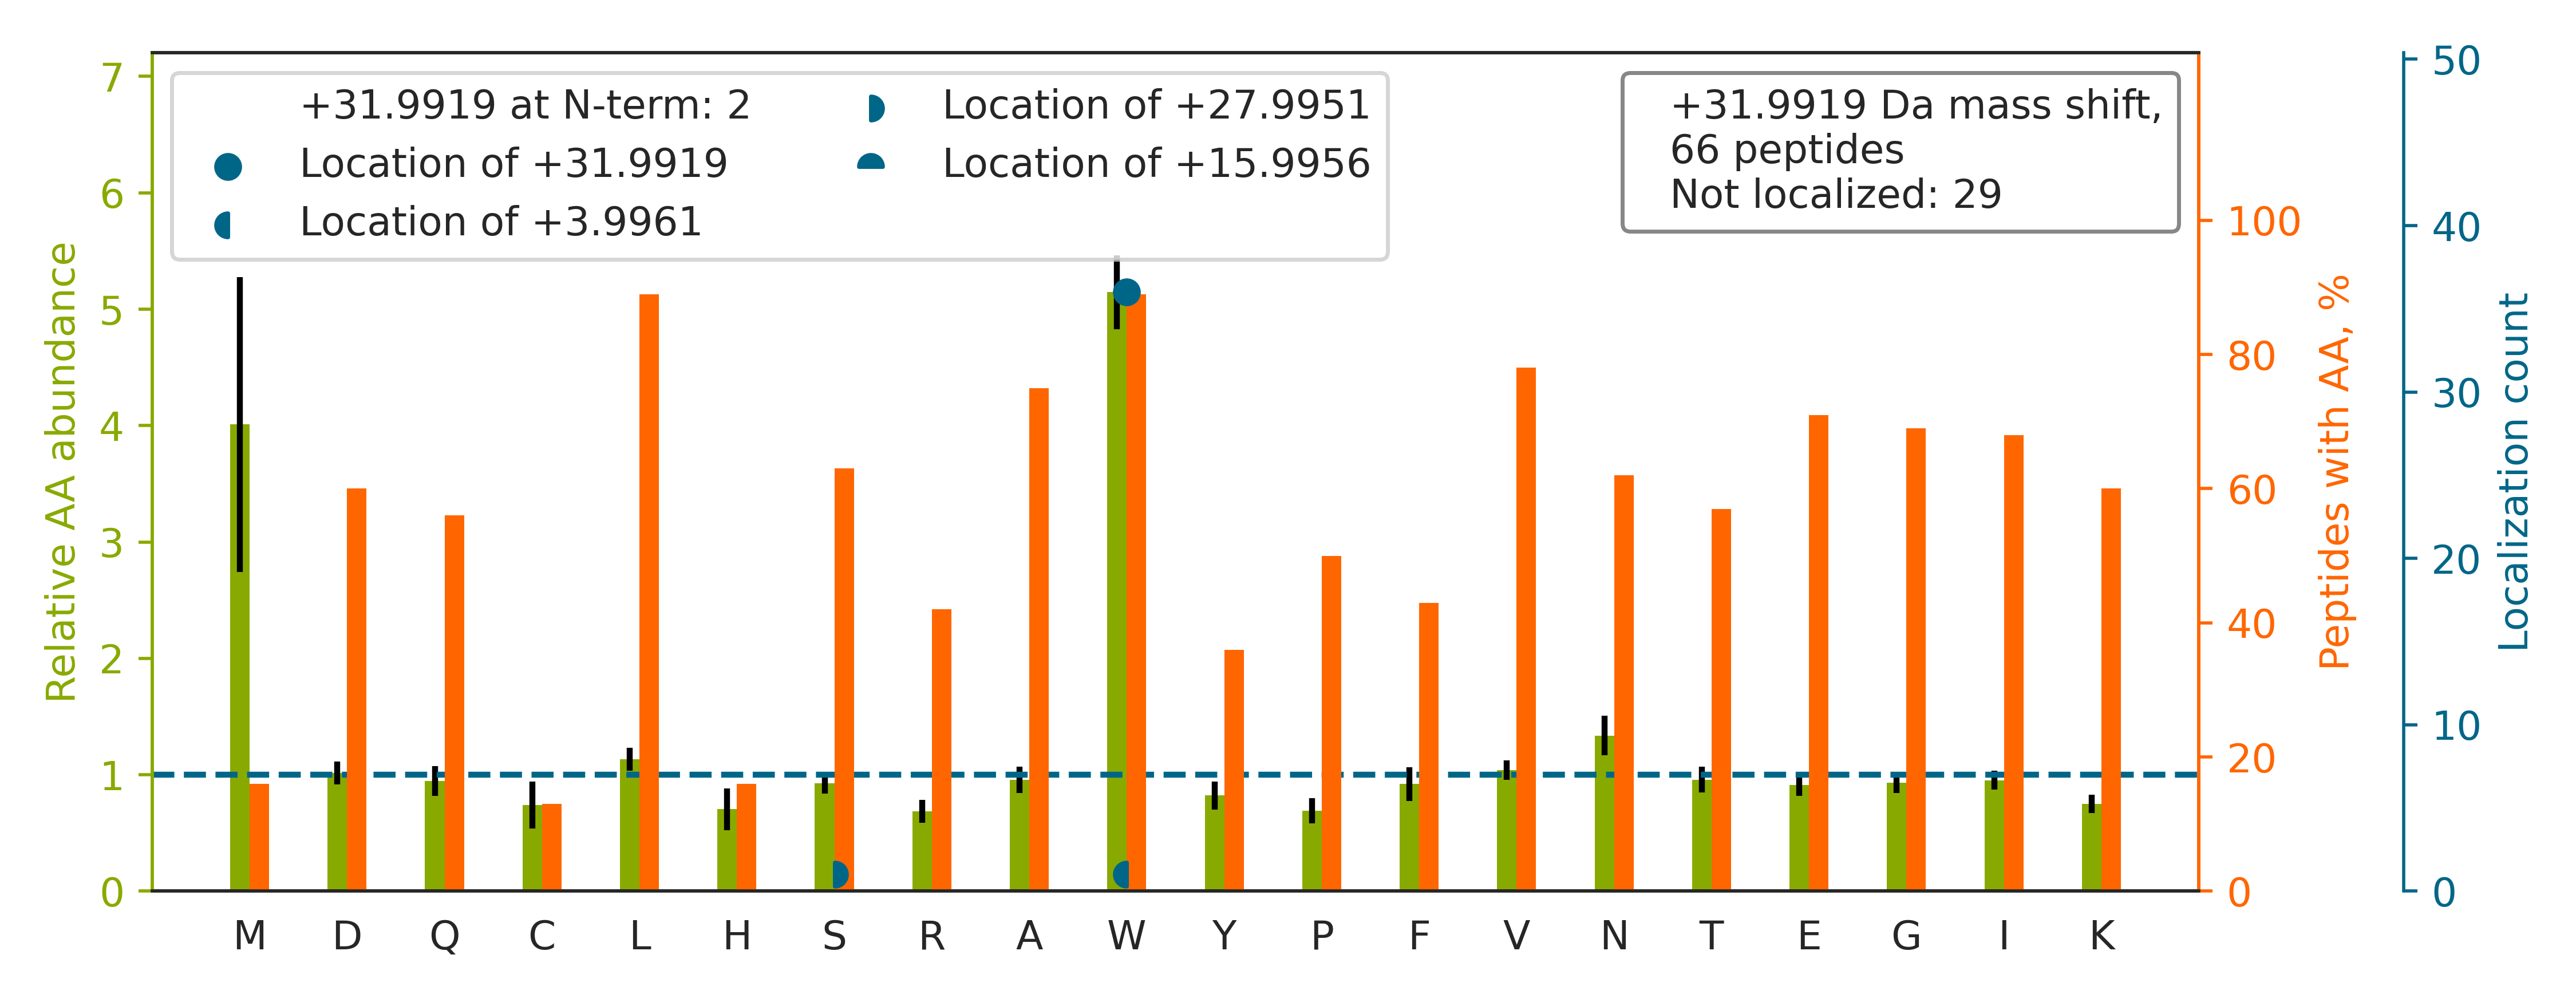 +31.9919 at N-term: 2
Location of +31.9919
Location of +3.9961
Location of +27.9951
Location of +15.9956
+31.9919 Da mass shift,
66 peptides
Not localized: 29
Relative AA abundance
7
6
5
4
3
2
1
0
M D Q C L H S R A W Y P F V N T E G I K
100
80
60
40
20
0
Peptides with AA, %
50
40
30
20
10
0
Localization count